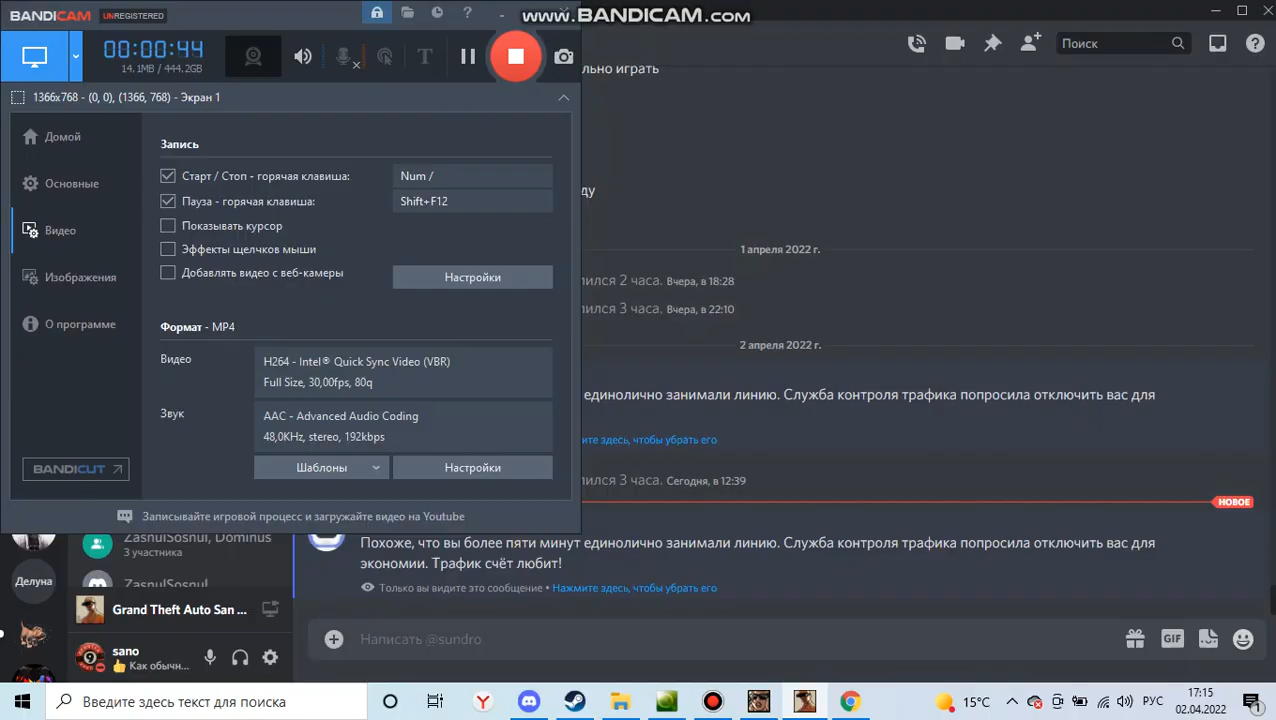 BANDICAM UNREGISTERED
www.BANDICAM.com
00:00:44
14.1MB / 444.2GB
1366x768 - (0, 0), (1366, 768) - Экран 1
Домой
Основные
Видео
Изображения
О программе
BANDICUT
Запись
Старт / Стоп - горячая клавиша: Num /
Пауза - горячая клавиша: Shift+F12
Показывать курсор
Эффекты щелчков мыши
Добавлять видео с веб-камеры Настройки
Формат - MP4
Видео
H264 - Intel® Quick Sync Video (VBR)
Full Size, 30,00fps, 80q
Звук
AAC - Advanced Audio Coding
48,0KHz, stereo, 192kbps
Шаблоны Настройки
Записывайте игровой процесс и загружайте видео на Youtube
Поиск
льно играть
ду
1 апреля 2022 г.
лился 2 часа. Вчера, в 18:28
лился 3 часа. Вчера, в 22:10
2 апреля 2022 г.
единолично занимали линию. Служба контроля трафика попросила отключить вас для
ите здесь, чтобы убрать его
лился 3 часа. Сегодня, в 12:39
НОВОЕ
Похоже, что вы более пяти минут единолично занимали линию. Служба контроля трафика попросила отключить вас для
экономии. Трафик счёт любит!
Только вы видите это сообщение • Нажмите здесь, чтобы убрать его
Написать @sundro
GIF
ZasnulSosnul, Dominus
3 участника
ZasnulSosnul
Делуна
Grand Theft Auto San ...
sano
👍 Как обычн...
Введите здесь текст для поиска
15°C
РУС
17:15
02.04.2022
1